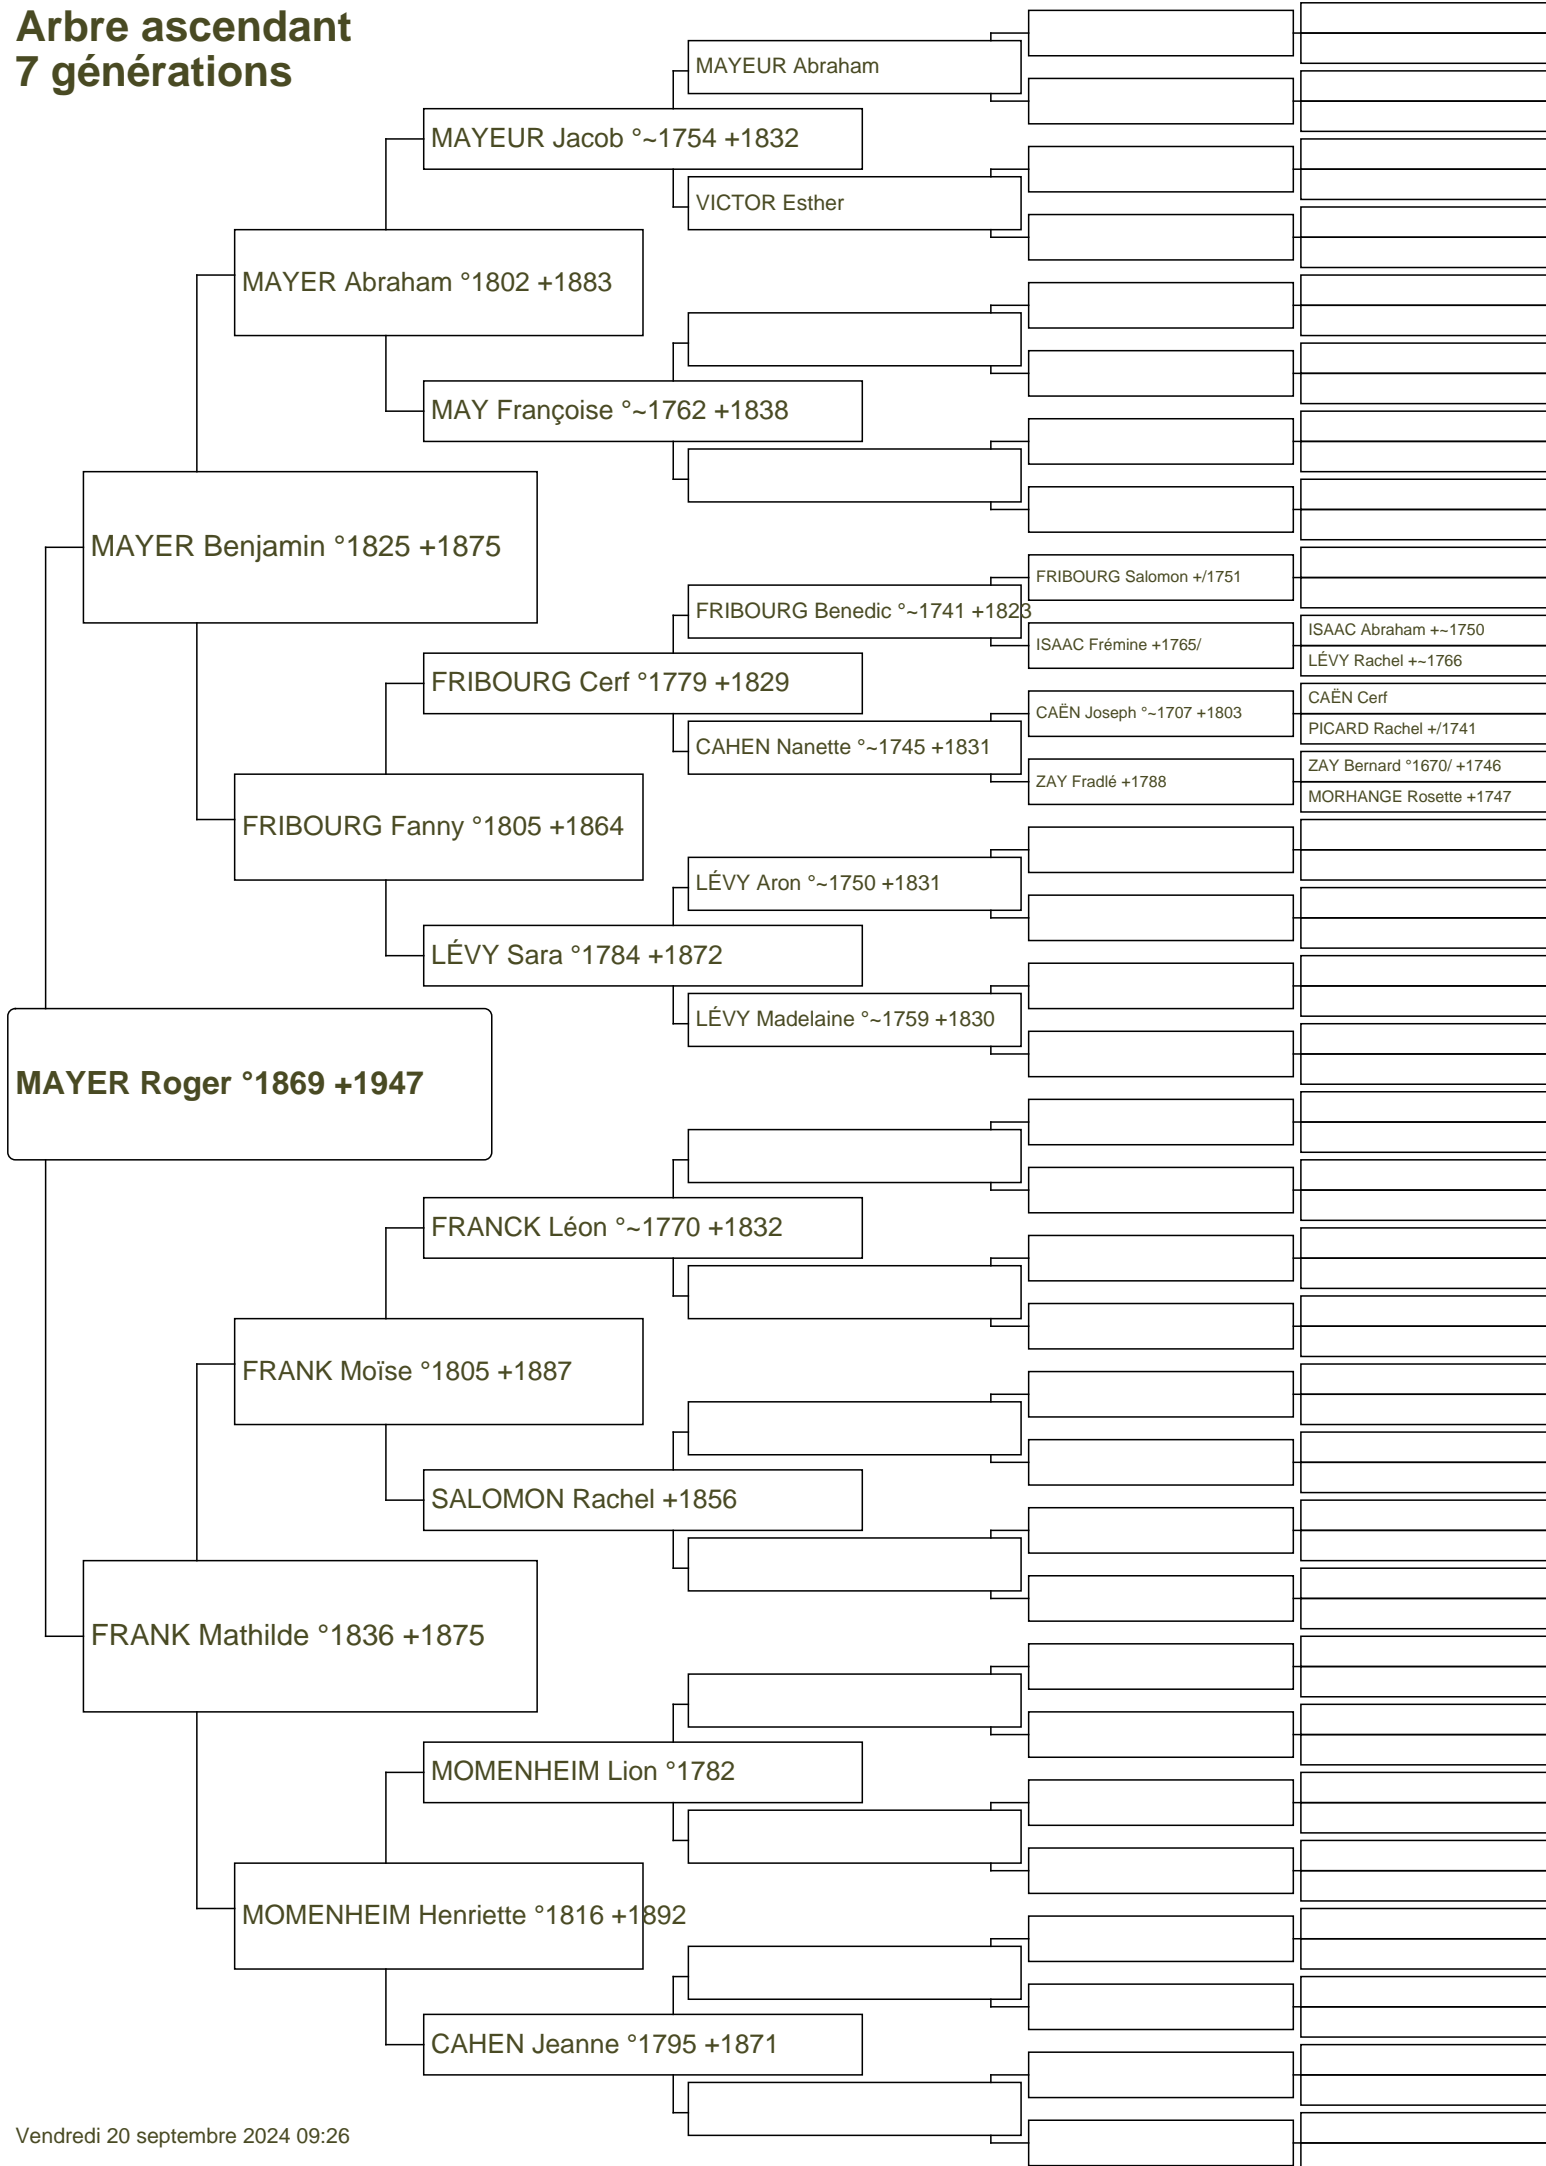 Arbre ascendant
7 générations
MAYEUR Abraham
MAYEUR Jacob °~1754 +1832
VICTOR Esther
MAYER Abraham °1802 +1883
MAY Françoise °~1762 +1838
MAYER Benjamin °1825 +1875
FRIBOURG Salomon +/1751
FRIBOURG Benedic °~1741 +1823
ISAAC Abraham +~1750
ISAAC Frémine +1765/
LÉVY Rachel +~1766
FRIBOURG Cerf °1779 +1829
CAËN Cerf
CAËN Joseph °~1707 +1803
PICARD Rachel +/1741
CAHEN Nanette °~1745 +1831
ZAY Bernard °1670/ +1746
ZAY Fradlé +1788
MORHANGE Rosette +1747
FRIBOURG Fanny °1805 +1864
LÉVY Aron °~1750 +1831
LÉVY Sara °1784 +1872
LÉVY Madelaine °~1759 +1830
MAYER Roger °1869 +1947
FRANCK Léon °~1770 +1832
FRANK Moïse °1805 +1887
SALOMON Rachel +1856
FRANK Mathilde °1836 +1875
MOMENHEIM Lion °1782
MOMENHEIM Henriette °1816 +1892
CAHEN Jeanne °1795 +1871
Vendredi 20 septembre 2024 09:26